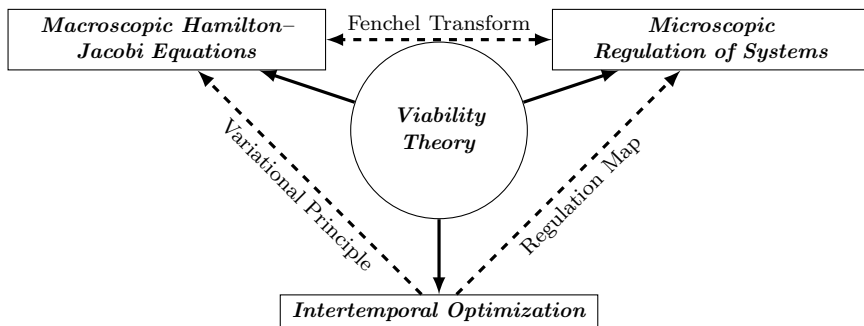 Macroscopic Hamilton–
Jacobi Equations
Fenchel Transform
Microscopic
Regulation of Systems
Viability
Theory
Variational Principle
Regulation Map
Intertemporal Optimization